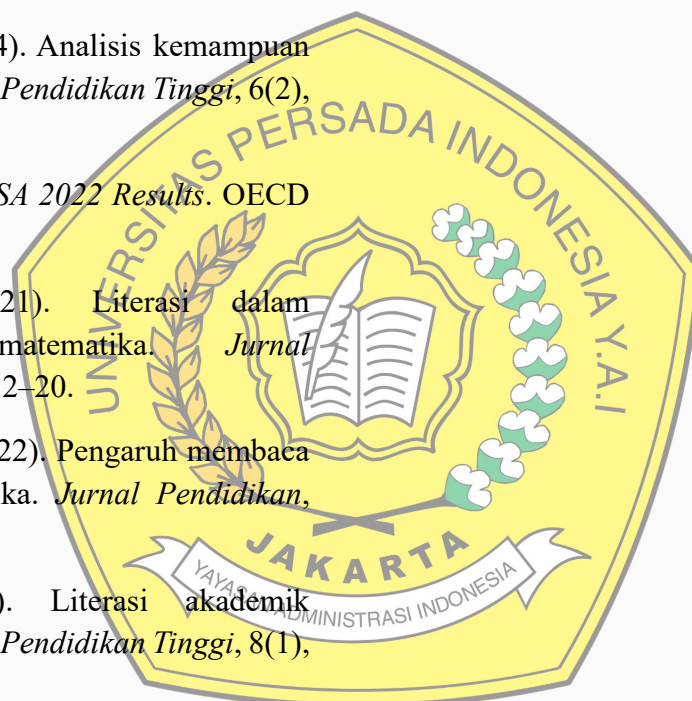 4). Analisis kemampuan
Pendidikan Tinggi, 6(2),
SA 2022 Results. OECD
21). Literasi dalam
matematika. Jurnal
2–20.
22). Pengaruh membaca
ka. Jurnal Pendidikan,
). Literasi akademik
Pendidikan Tinggi, 8(1),
UNIVERSITAS PERSADA INDONESIA Y.A.I
JAKARTA
YAYASAN ADMINISTRASI INDONESIA